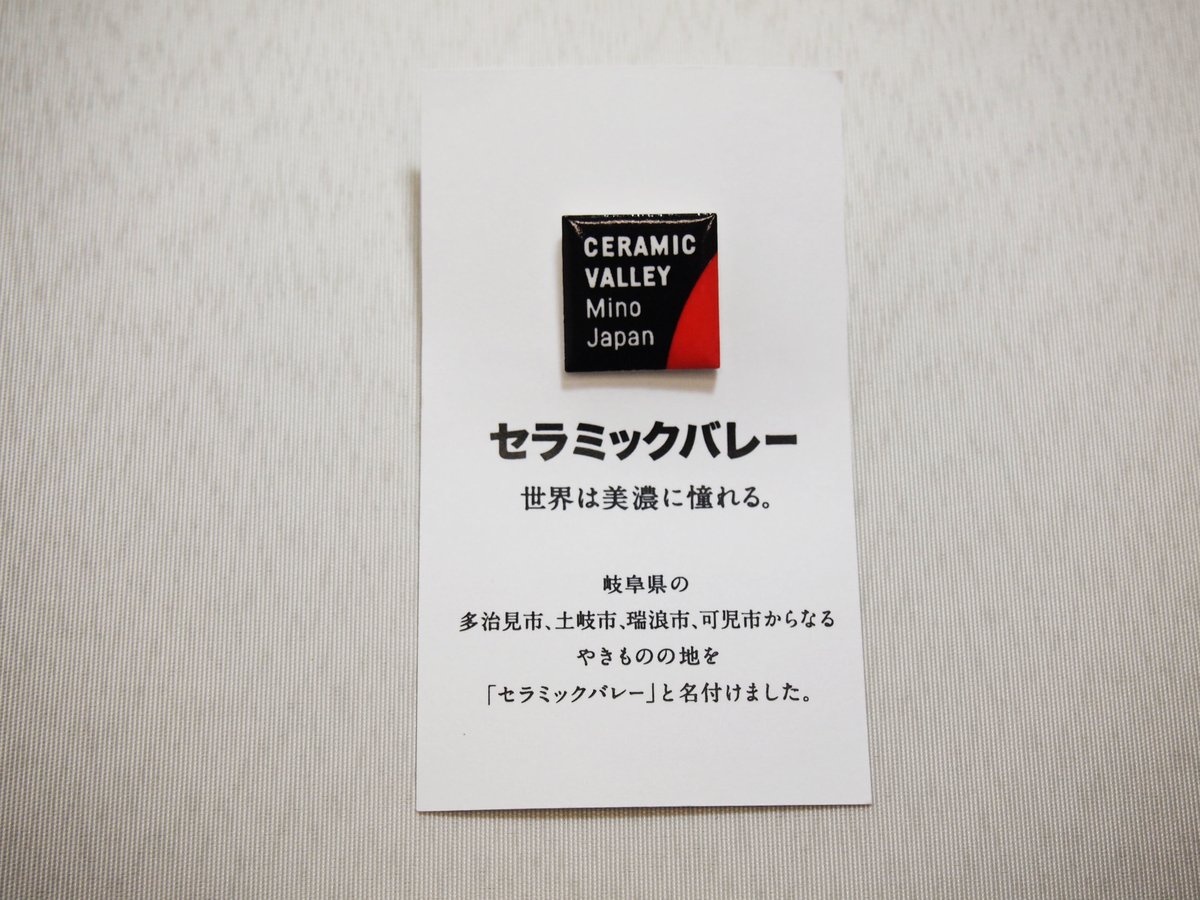 CERAMIC
VALLEY
Mino
Japan
セラミックバレー
世界は美濃に憧れる。
岐阜県の
多治見市、土岐市、瑞浪市、可児市からなる
やきものの地を
「セラミックバレー」と名付けました。